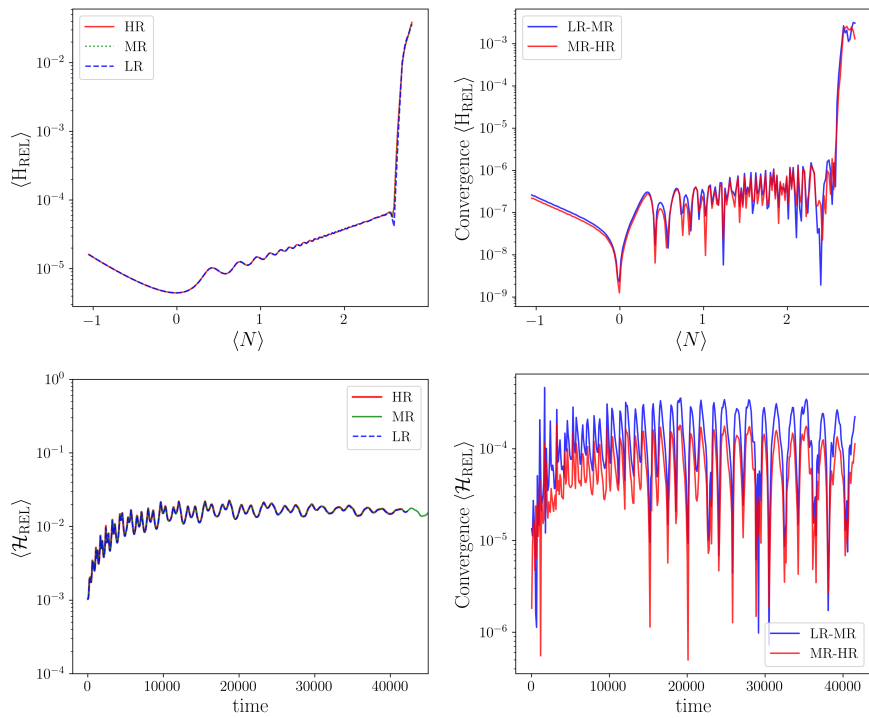 HR
MR
LR
10⁻²
10⁻³
10⁻⁴
10⁻⁵
⟨H_REL⟩
−1
0
1
2
⟨N⟩
LR-MR
MR-HR
10⁻³
10⁻⁴
10⁻⁵
10⁻⁶
10⁻⁷
10⁻⁸
10⁻⁹
Convergence ⟨H_REL⟩
−1
0
1
2
⟨N⟩
HR
MR
LR
10⁰
10⁻¹
10⁻²
10⁻³
10⁻⁴
⟨ℋ_REL⟩
0
10000
20000
30000
40000
time
LR-MR
MR-HR
10⁻⁴
10⁻⁵
10⁻⁶
Convergence ⟨ℋ_REL⟩
0
10000
20000
30000
40000
time